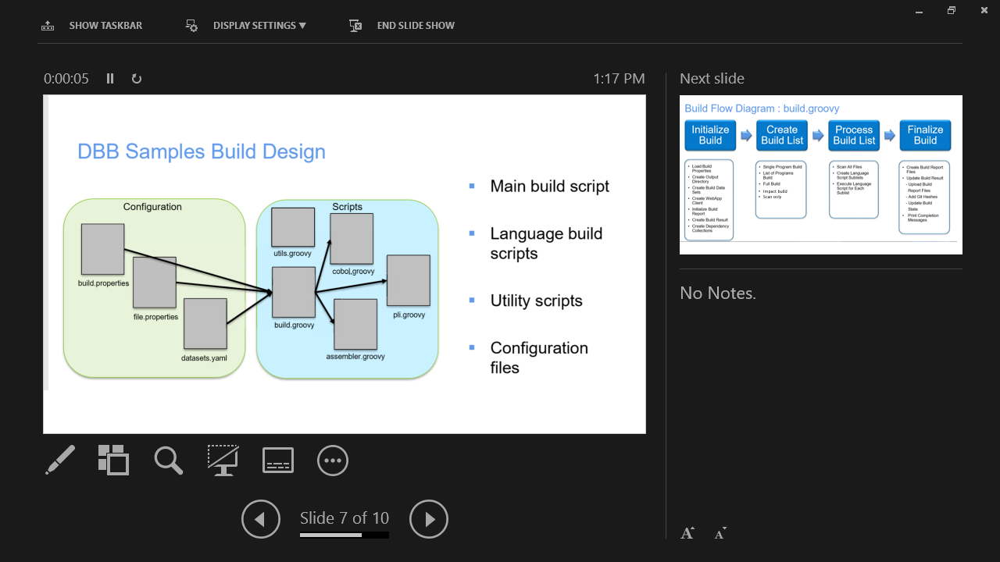 SHOW TASKBAR
DISPLAY SETTINGS ▼
END SLIDE SHOW
0:00:05
1:17 PM
DBB Samples Build Design
Configuration
build.properties
file.properties
datasets.yaml
Scripts
utils.groovy
cobol.groovy
build.groovy
pli.groovy
assembler.groovy
▪ Main build script
▪ Language build
scripts
▪ Utility scripts
▪ Configuration
files
Slide 7 of 10
Next slide
Build Flow Diagram : build.groovy
Initialize
Build
Create
Build List
Process
Build List
Finalize
Build
• Load Build
Properties
• Create Output
Directory
• Create Build Data
Sets
• Create WebApp
Client
• Initialize Build
Report
• Create Build Result
• Create Dependency
Collections
• Single Program Build
• List of Programs
Build
• Full Build
• Impact build
• Scan only
• Scan All Files
• Create Language
Script Sublists
• Execute Language
Script for Each
Sublist
• Create Build Report
Files
• Update Build Result
- Upload Build
Report Files
- Add Git Hashes
- Update Build
State
• Print Completion
Messages
No Notes.
A
A